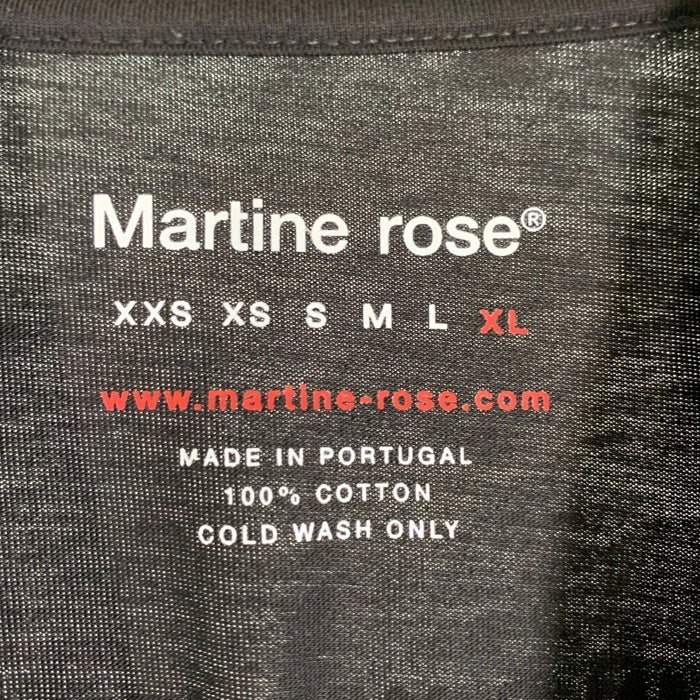 Martine rose®
XXS XS S M L XL
www.martine-rose.com
MADE IN PORTUGAL
100% COTTON
COLD WASH ONLY